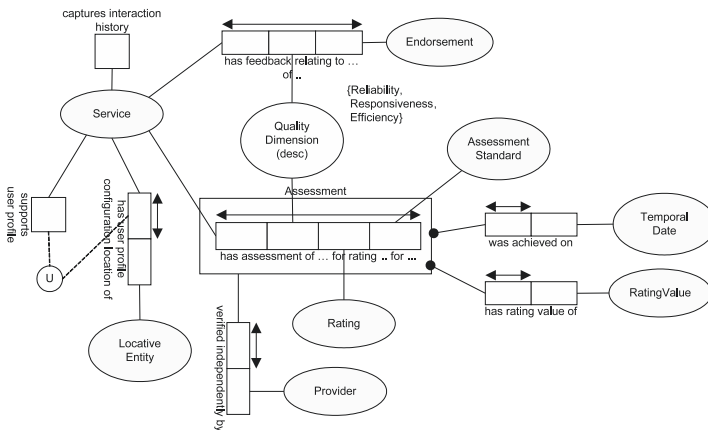 captures interaction
history
has feedback relating to ...
of ..
Endorsement
Service
{Reliability,
Responsiveness,
Efficiency}
Quality
Dimension
(desc)
Assessment
Standard
supports
user profile
has user profile
configuration location of
Assessment
has assessment of ... for rating .. for ...
was achieved on
Temporal
Date
U
has rating value of
RatingValue
Rating
Locative
Entity
verified independently by
Provider